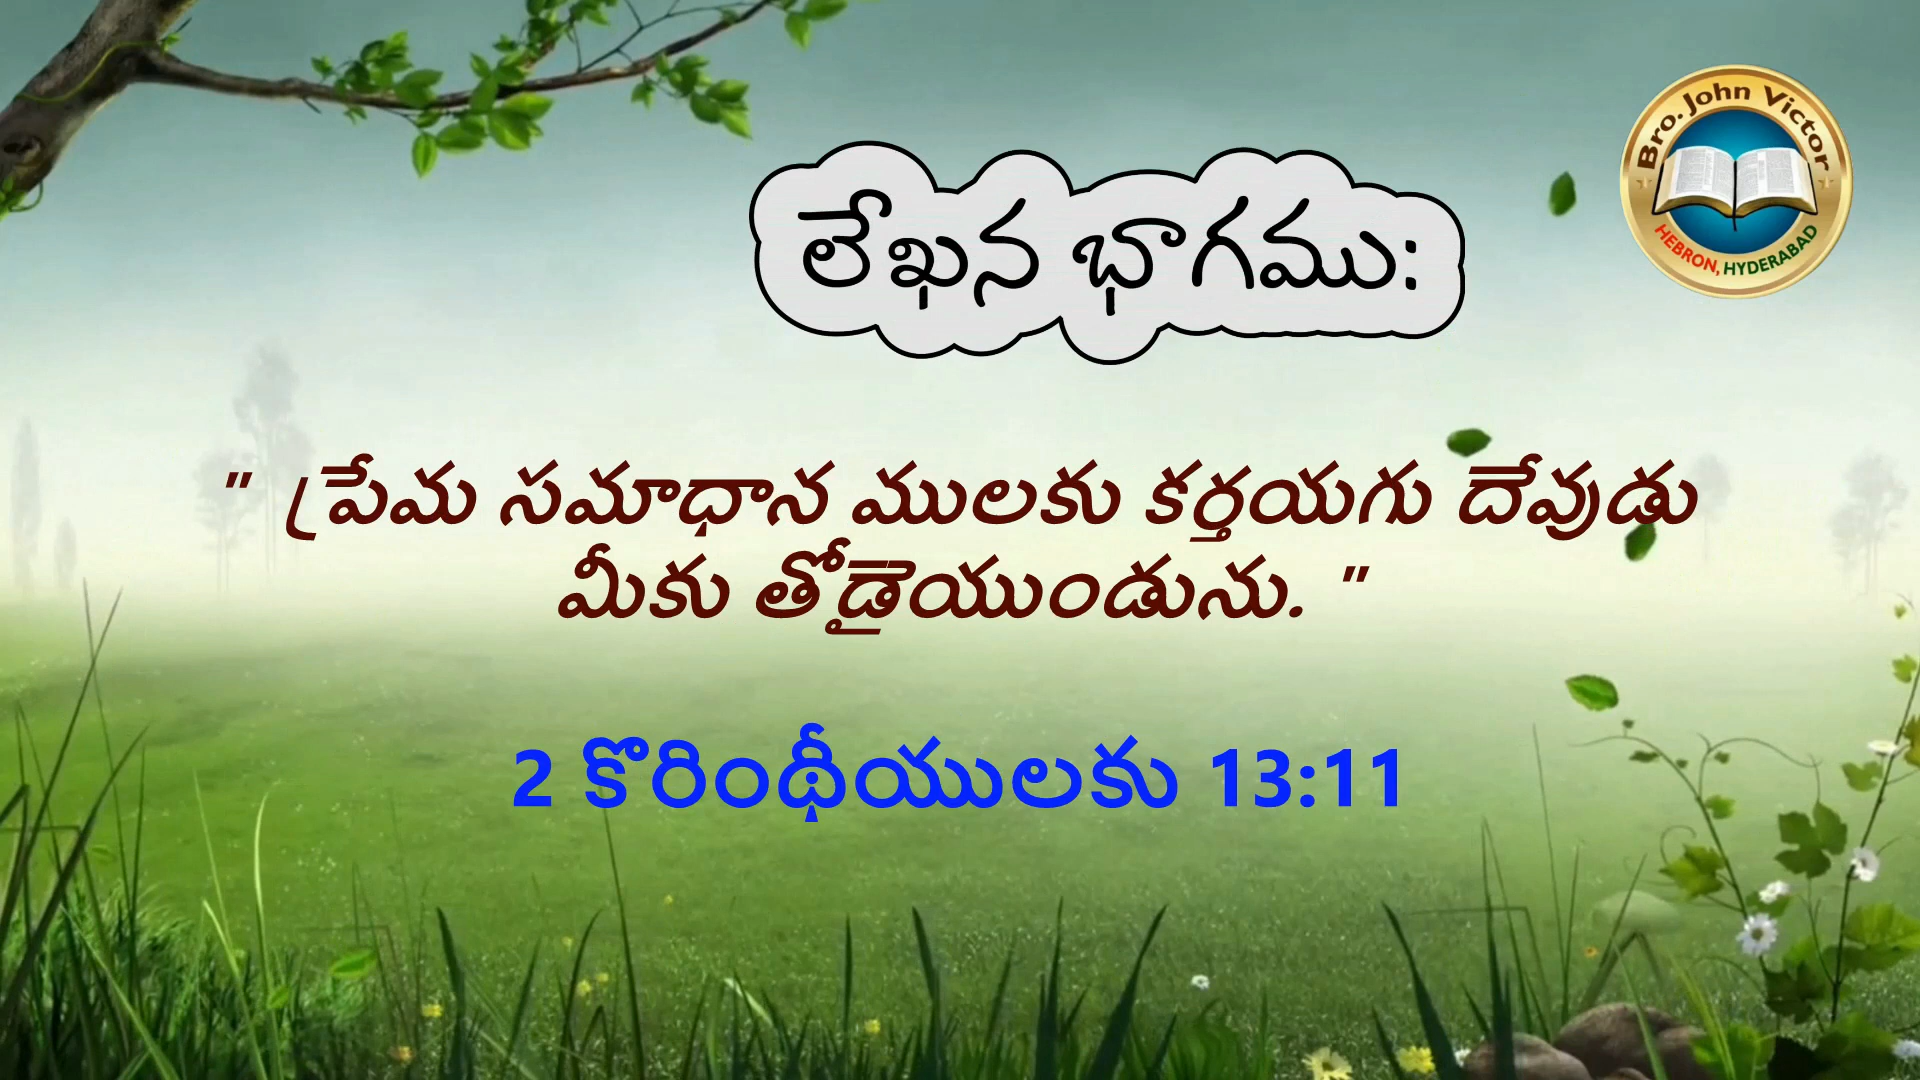 Bro. John Victor
HEBRON, HYDERABAD
లేఖన భాగము:
" ప్రేమ సమాధాన ములకు కర్తయగు దేవుడు
మీకు తోడైయుండును. "
2 కొరింథీయులకు 13:11